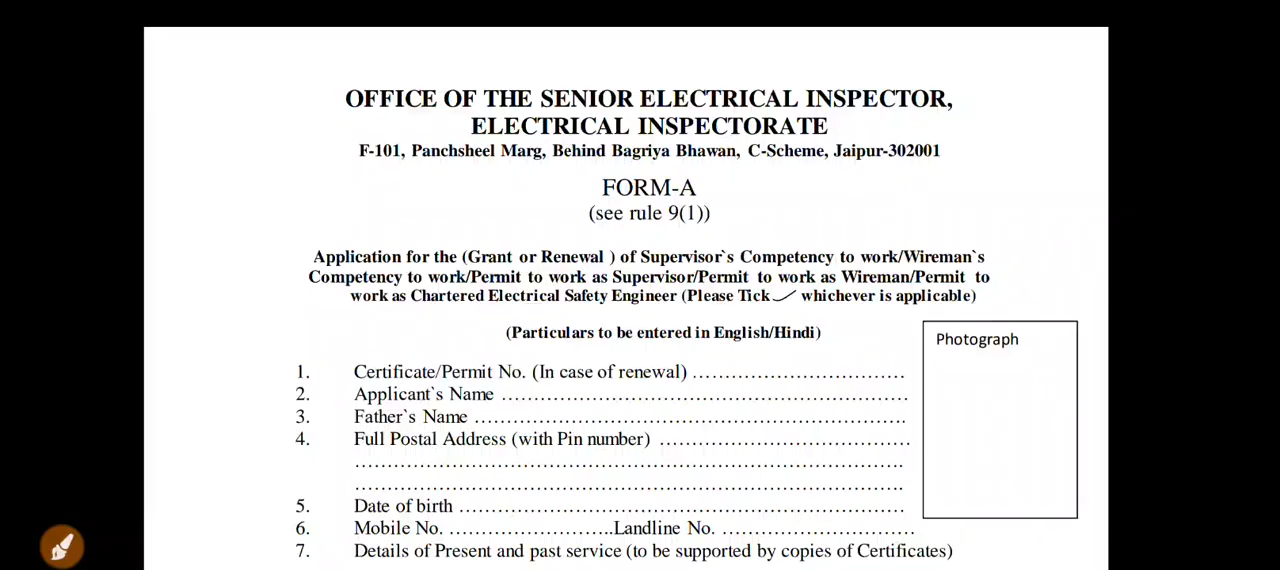 OFFICE OF THE SENIOR ELECTRICAL INSPECTOR,
ELECTRICAL INSPECTORATE
F-101, Panchsheel Marg, Behind Bagriya Bhawan, C-Scheme, Jaipur-302001
FORM-A
(see rule 9(1))
Application for the (Grant or Renewal ) of Supervisor`s Competency to work/Wireman`s
Competency to work/Permit to work as Supervisor/Permit to work as Wireman/Permit to
work as Chartered Electrical Safety Engineer (Please Tick whichever is applicable)
(Particulars to be entered in English/Hindi)
Photograph
1. Certificate/Permit No. (In case of renewal) ................................
2. Applicant`s Name ..............................................................
3. Father`s Name ..................................................................
4. Full Postal Address (with Pin number) ......................................
....................................................................................
....................................................................................
5. Date of birth ....................................................................
6. Mobile No. .........................Landline No. .............................
7. Details of Present and past service (to be supported by copies of Certificates)